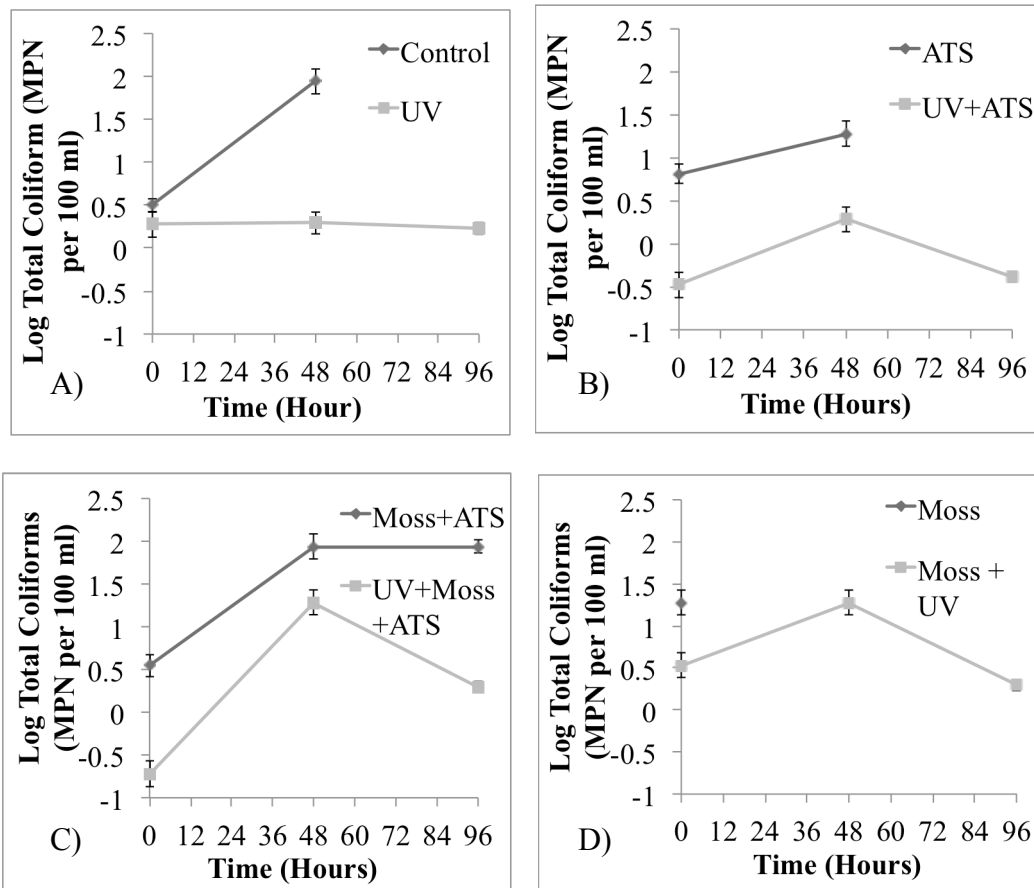 Log Total Coliform (MPN
per 100 ml)
2.5
2
1.5
1
0.5
0
-0.5
-1
Control
UV
0 12 24 36 48 60 72 84 96
A)
Time (Hour)
Log Total Coliform (MPN
per 100 ml)
2.5
2
1.5
1
0.5
0
-0.5
-1
ATS
UV+ATS
0 12 24 36 48 60 72 84 96
B)
Time (Hours)
Log Total Coliforms
(MPN per 100 ml)
2.5
2
1.5
1
0.5
0
-0.5
-1
Moss+ATS
UV+Moss
+ATS
0 12 24 36 48 60 72 84 96
C)
Time (Hours)
Log Total Coliforms
(MPN per 100 ml)
2.5
2
1.5
1
0.5
0
-0.5
-1
Moss
Moss +
UV
0 12 24 36 48 60 72 84 96
D)
Time (Hours)